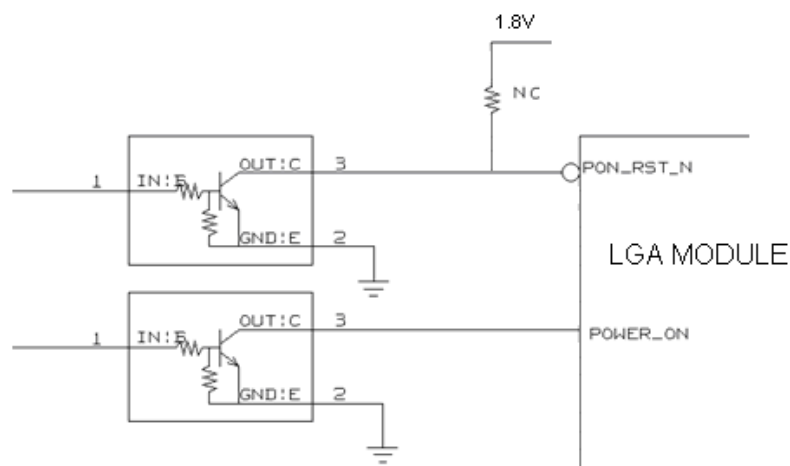 1.8V
NC
1
IN:B
OUT:C
3
PON_RST_N
GND:E
2
LGA MODULE
1
IN:B
OUT:C
3
POWER_ON
GND:E
2